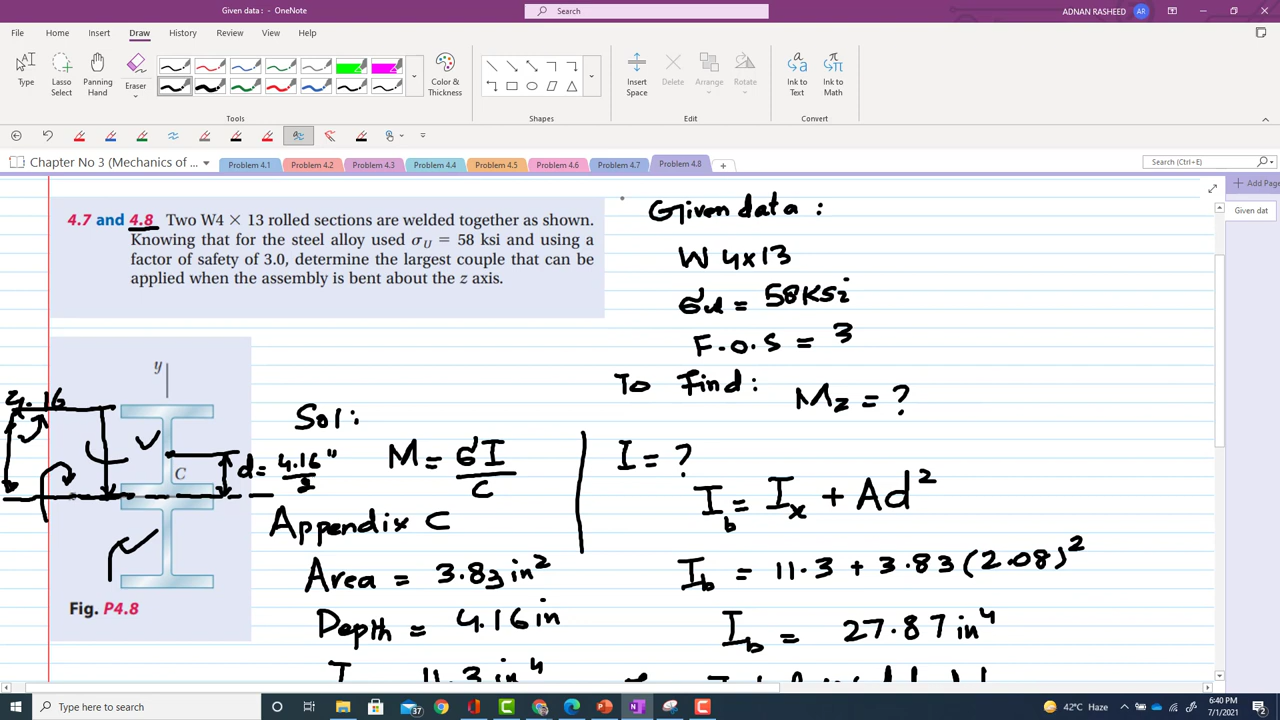 Given data : - OneNote
Search
ADNAN RASHEED
AR
File Home Insert Draw History Review View Help
Type
Lasso Select
Panning Hand
Eraser
Color & Thickness
Insert Space
Delete
Arrange
Rotate
Ink to Text
Ink to Math
Tools
Shapes
Edit
Convert
Chapter No 3 (Mechanics of ...
Problem 4.1
Problem 4.2
Problem 4.3
Problem 4.4
Problem 4.5
Problem 4.6
Problem 4.7
Problem 4.8
Search (Ctrl+E)
Add Page
Given dat
4.7 and 4.8 Two W4 × 13 rolled sections are welded together as shown.
Knowing that for the steel alloy used σU = 58 ksi and using a
factor of safety of 3.0, determine the largest couple that can be
applied when the assembly is bent about the z axis.
Given data :
W 4x13
σu = 58Ksi
F.O.S = 3
To Find :
Mz = ?
y
C
Fig. P4.8
4.16
d = 4.16" / 2
Sol:
M = σI / C
Appendix C
Area = 3.83 in²
Depth = 4.16 in
11.3 in⁴
I = ?
Ib = Ix + Ad²
Ib = 11.3 + 3.83 (2.08)²
Ib = 27.87 in⁴
Type here to search
37
42°C Haze
6:40 PM
7/1/2021